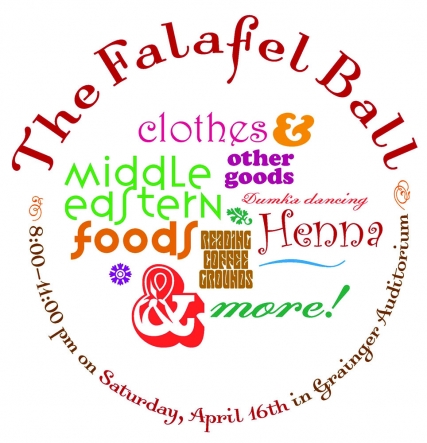 The Falafel Ball
clothes &
other
goods
Middle
Eastern
foods
Dumka dancing
Henna
Reading
Coffee
Grounds
& more!
8:00–11:00 pm on Saturday, April 16th in Grainger Auditorium